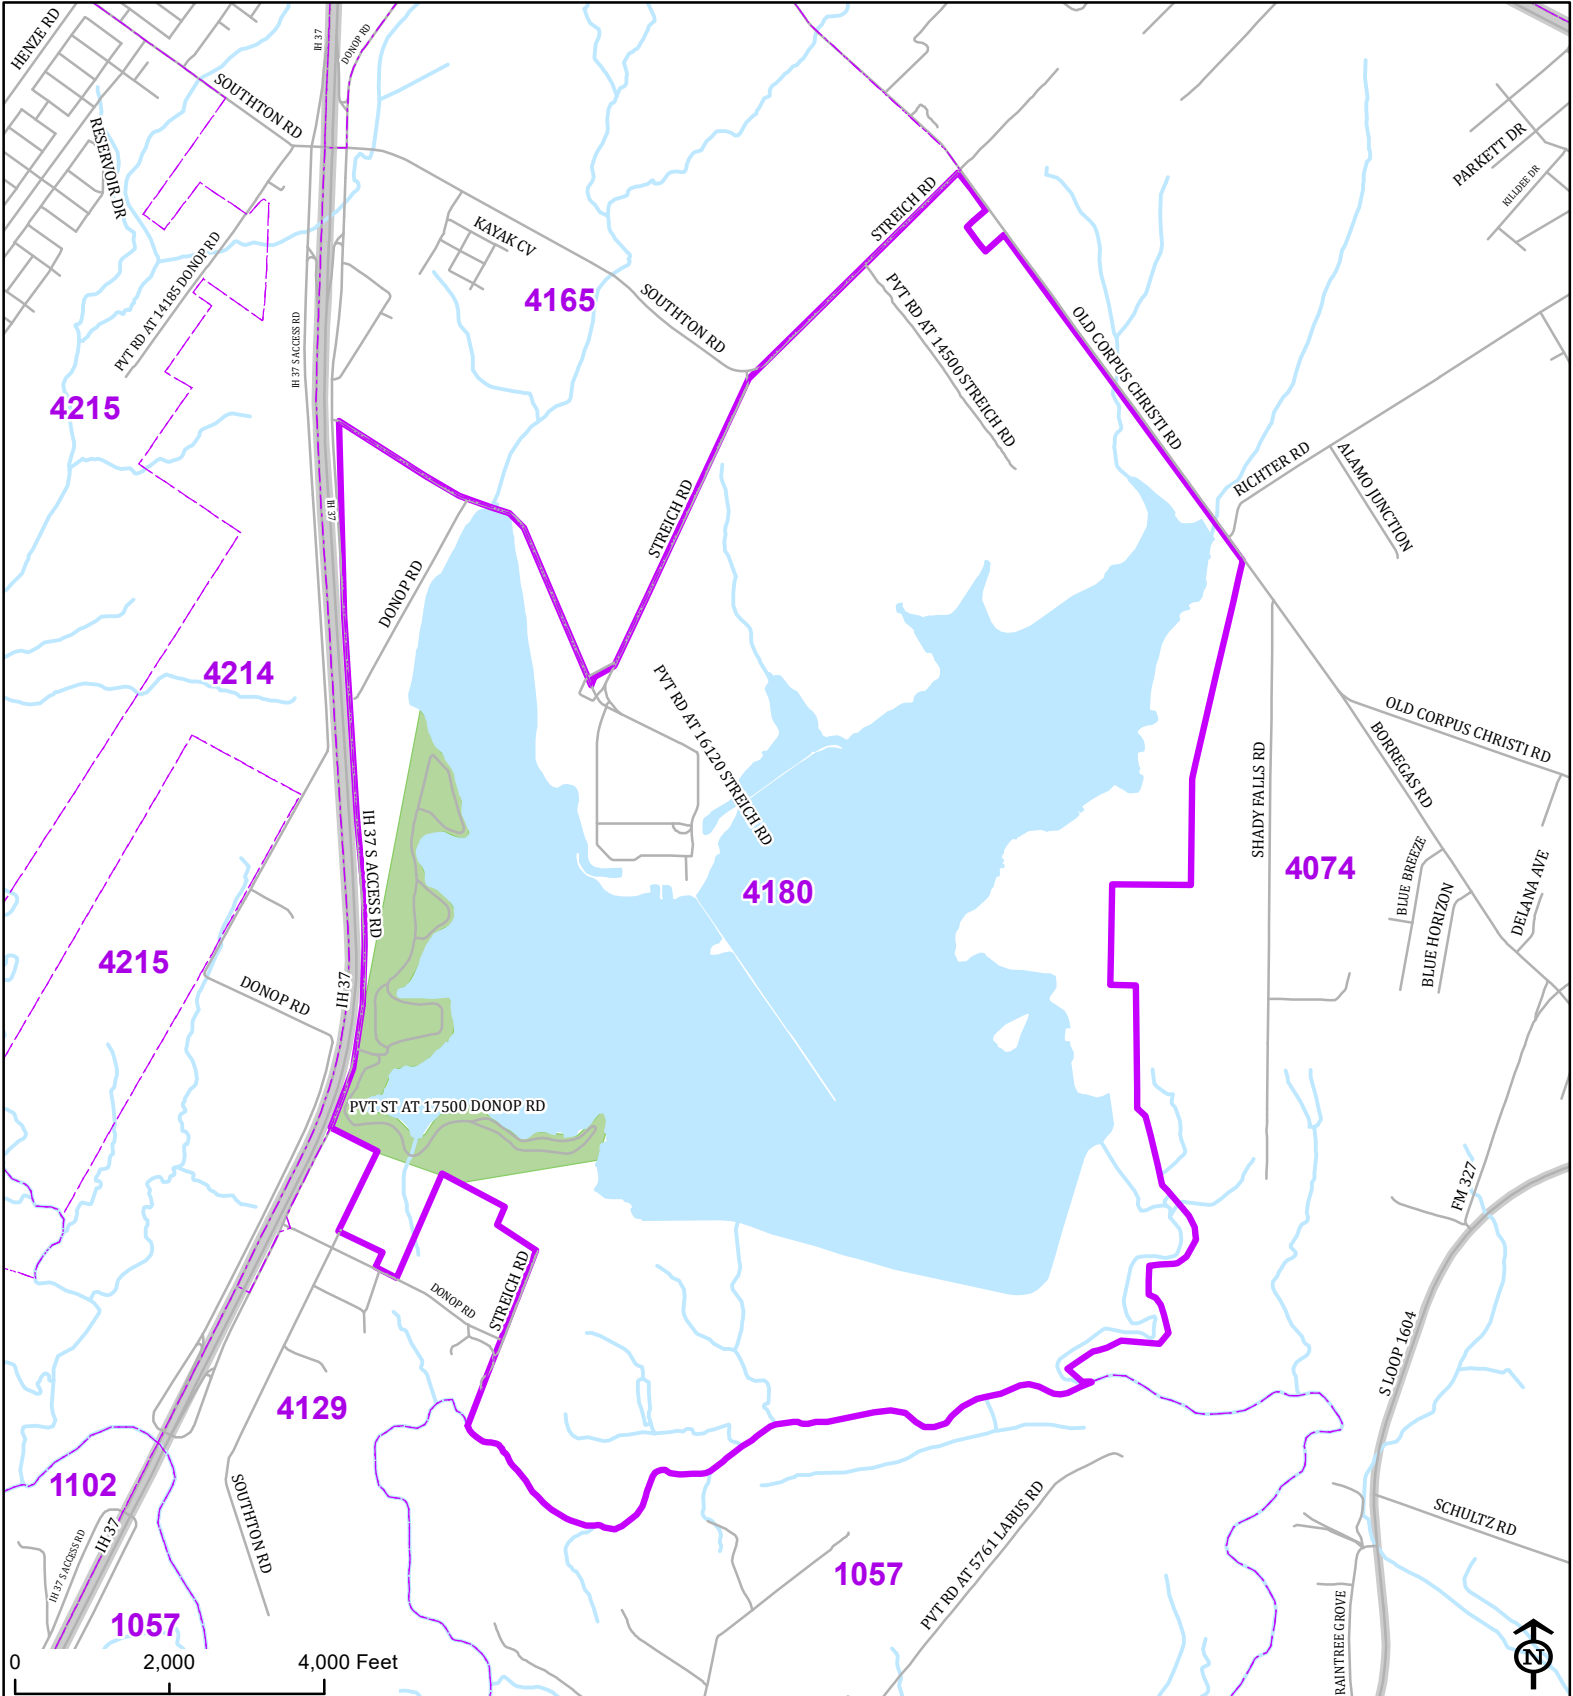 HENZE RD
IH 37
DONOP RD
SOUTHTON RD
RESERVOIR DR
PARKETT DR
KILLDEE DR
STREICH RD
KAYAK CV
PVT RD AT 14185 DONOP RD
4165
SOUTHTON RD
PVT RD AT 14500 STREICH RD
OLD CORPUS CHRISTI RD
IH 37 S ACCESS RD
4215
RICHTER RD
ALAMO JUNCTION
IH 37
STREICH RD
DONOP RD
4214
PVT RD AT 16120 STREICH RD
OLD CORPUS CHRISTI RD
BORREGAS RD
SHADY FALLS RD
IH 37 S ACCESS RD
4180
4074
BLUE BREEZE
BLUE HORIZON
DELANA AVE
4215
DONOP RD
IH 37
PVT ST AT 17500 DONOP RD
FM 327
STREICH RD
DONOP RD
S LOOP 1604
4129
1102
SOUTHTON RD
IH 37
IH 37 S ACCESS RD
PVT RD AT 5761 LABUS RD
SCHULTZ RD
1057
1057
RAINTREE GROVE
0 2,000 4,000 Feet
N